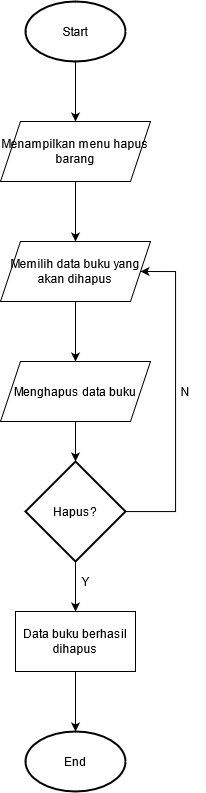 Start
Menampilkan menu hapus
barang
Memilih data buku yang
akan dihapus
Menghapus data buku
N
Hapus?
Y
Data buku berhasil
dihapus
End